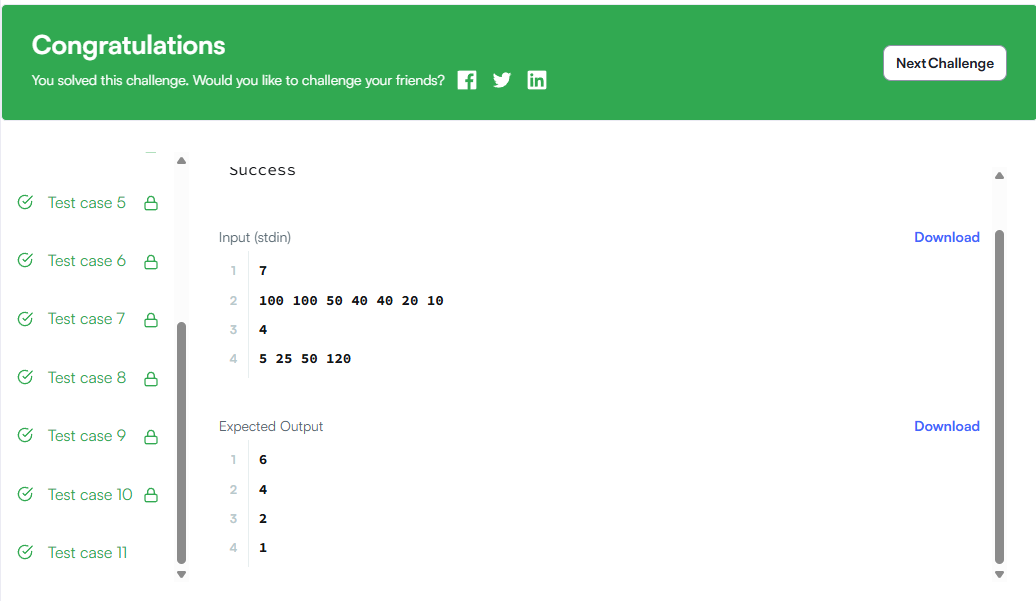 Congratulations
You solved this challenge. Would you like to challenge your friends?
Next Challenge
Test case 5
Test case 6
Test case 7
Test case 8
Test case 9
Test case 10
Test case 11
Success
Input (stdin)
Download
1 7
2 100 100 50 40 40 20 10
3 4
4 5 25 50 120
Expected Output
Download
1 6
2 4
3 2
4 1